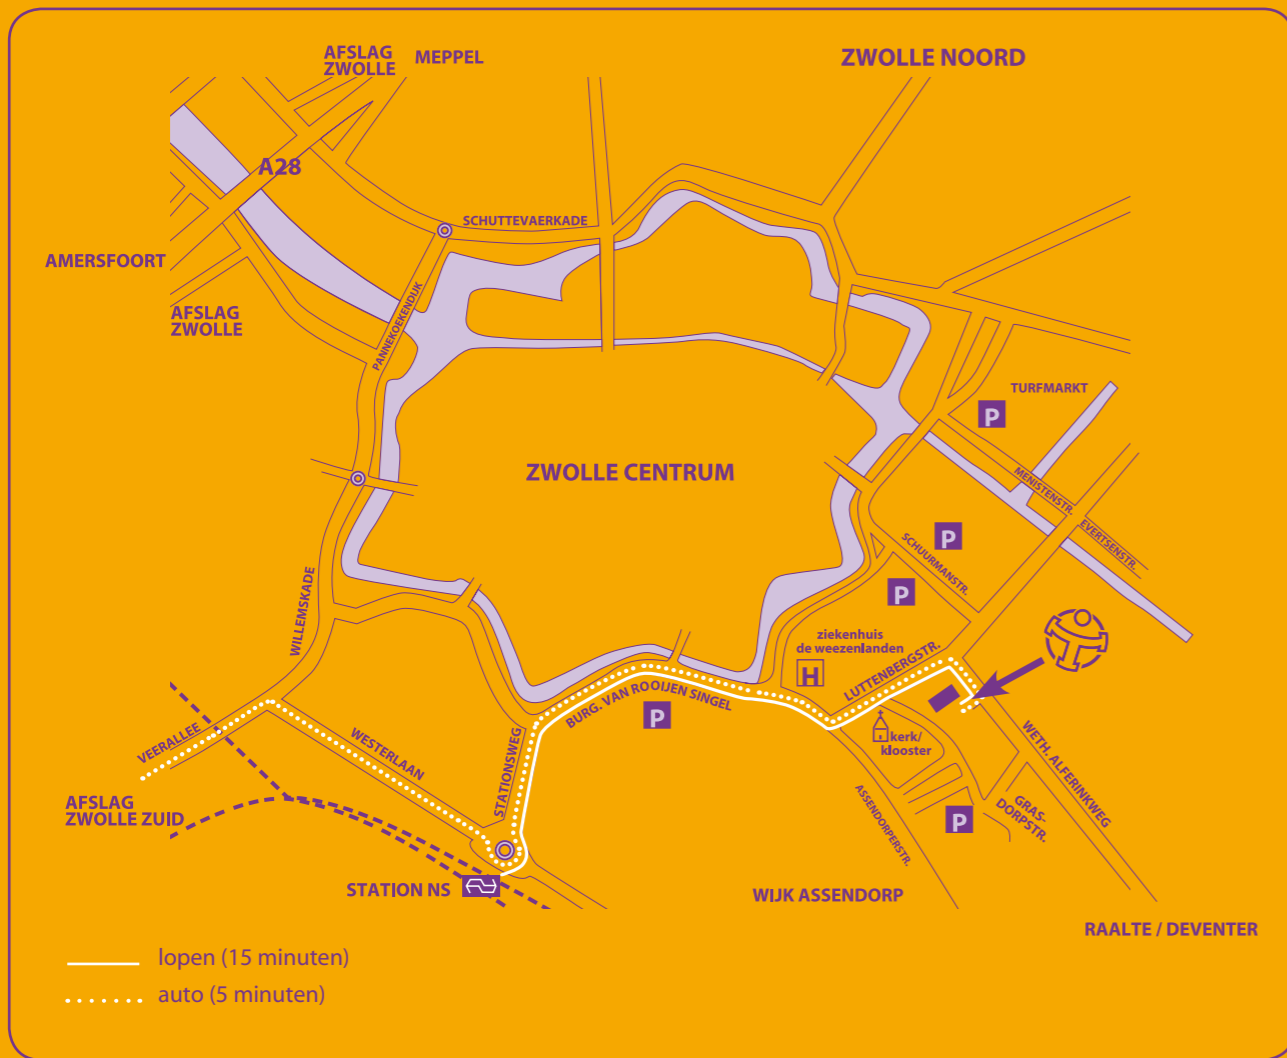 AFSLAG
ZWOLLE
MEPPEL
ZWOLLE NOORD
A28
SCHUTTEVAERKADE
AMERSFOORT
AFSLAG
ZWOLLE
PANNEKOEKENDIJK
TURFMARKT
P
ZWOLLE CENTRUM
MENISTENSTR.
EVERTSENSTR.
P
SCHUURMANSTR.
P
WILLEMSKADE
ziekenhuis
de weezenlanden
H
LUTTENBERGSTR.
BURG. VAN ROOIJEN SINGEL
P
kerk/
klooster
WETH. ALFERINKWEG
VEERALLEE
WESTERLAAN
STATIONSWEG
AFSLAG
ZWOLLE ZUID
ASSENDORPERSTR.
P
GRAS-
DORPSTR.
STATION NS
WIJK ASSENDORP
RAALTE / DEVENTER
lopen (15 minuten)
auto (5 minuten)